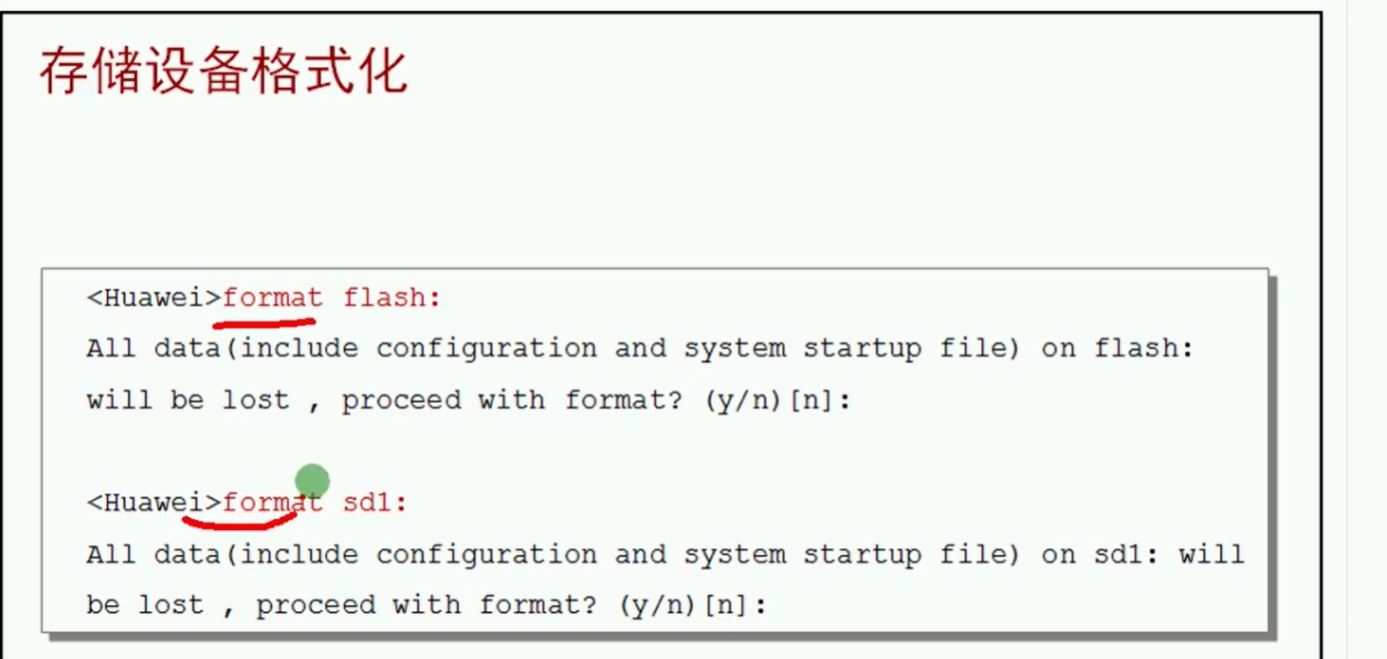 存储设备格式化
<Huawei>format flash:
All data(include configuration and system startup file) on flash:
will be lost , proceed with format? (y/n)[n]:
<Huawei>format sd1:
All data(include configuration and system startup file) on sd1: will
be lost , proceed with format? (y/n)[n]: